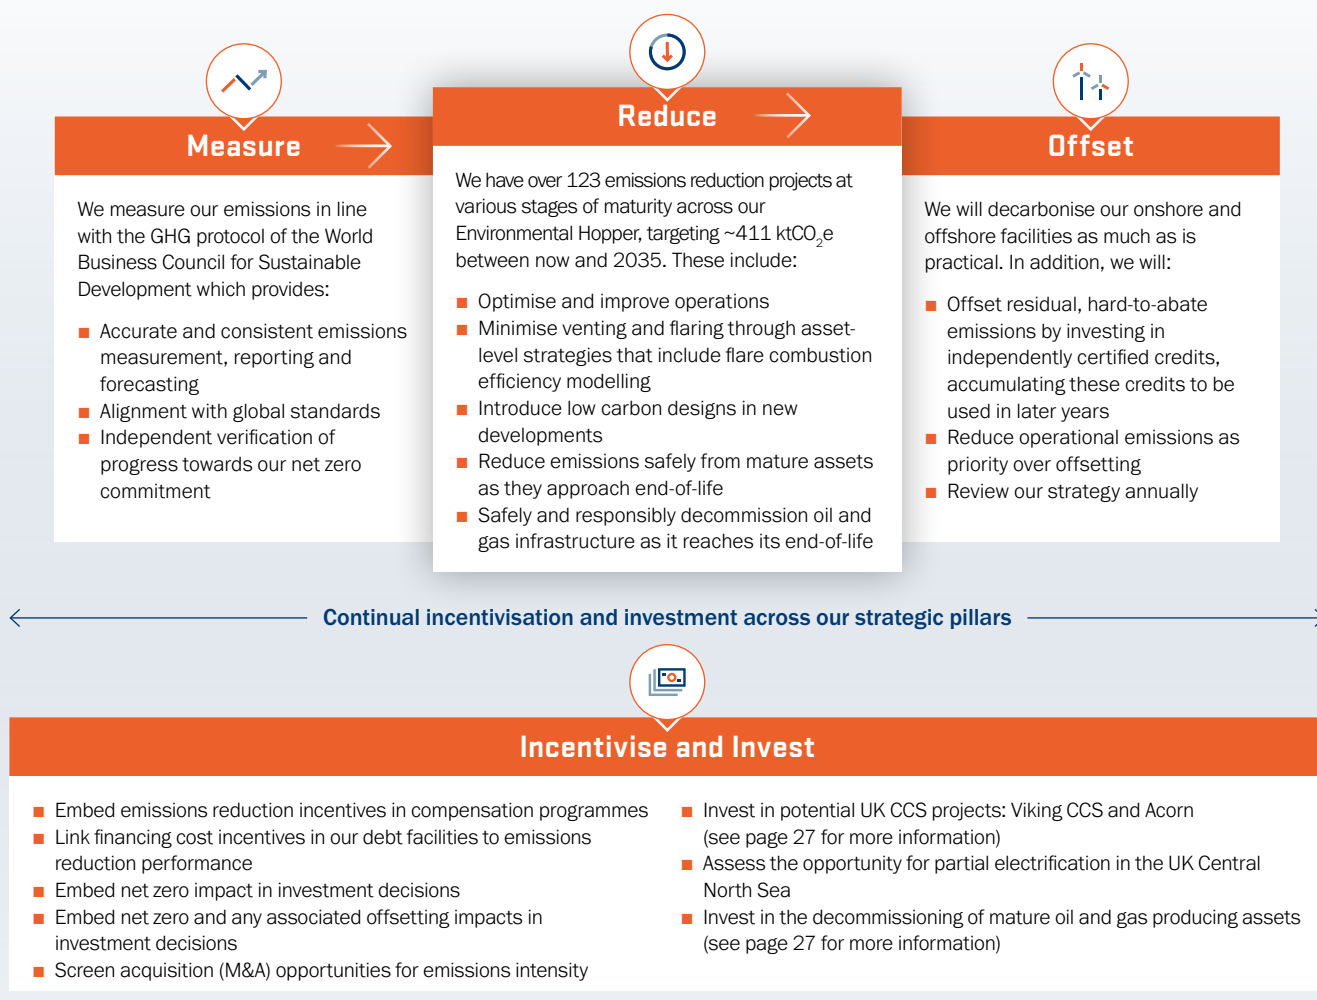 Measure
We measure our emissions in line
with the GHG protocol of the World
Business Council for Sustainable
Development which provides:
■ Accurate and consistent emissions
measurement, reporting and
forecasting
■ Alignment with global standards
■ Independent verification of
progress towards our net zero
commitment
Reduce
We have over 123 emissions reduction projects at
various stages of maturity across our
Environmental Hopper, targeting ~411 ktCO₂e
between now and 2035. These include:
■ Optimise and improve operations
■ Minimise venting and flaring through asset-
level strategies that include flare combustion
efficiency modelling
■ Introduce low carbon designs in new
developments
■ Reduce emissions safely from mature assets
as they approach end-of-life
■ Safely and responsibly decommission oil and
gas infrastructure as it reaches its end-of-life
Offset
We will decarbonise our onshore and
offshore facilities as much as is
practical. In addition, we will:
■ Offset residual, hard-to-abate
emissions by investing in
independently certified credits,
accumulating these credits to be
used in later years
■ Reduce operational emissions as
priority over offsetting
■ Review our strategy annually
Continual incentivisation and investment across our strategic pillars
Incentivise and Invest
■ Embed emissions reduction incentives in compensation programmes
■ Link financing cost incentives in our debt facilities to emissions
reduction performance
■ Embed net zero impact in investment decisions
■ Embed net zero and any associated offsetting impacts in
investment decisions
■ Screen acquisition (M&A) opportunities for emissions intensity
■ Invest in potential UK CCS projects: Viking CCS and Acorn
(see page 27 for more information)
■ Assess the opportunity for partial electrification in the UK Central
North Sea
■ Invest in the decommissioning of mature oil and gas producing assets
(see page 27 for more information)